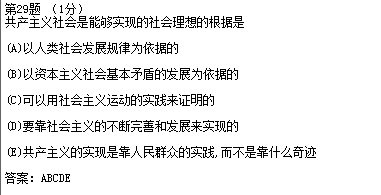 第29题 （1分）
共产主义社会是能够实现的社会理想的根据是
(A)以人类社会发展规律为依据的
(B)以资本主义社会基本矛盾的发展为依据的
(C)可以用社会主义运动的实践来证明的
(D)要靠社会主义的不断完善和发展来实现的
(E)共产主义的实现是靠人民群众的实践,而不是靠什么奇迹
答案: ABCDE